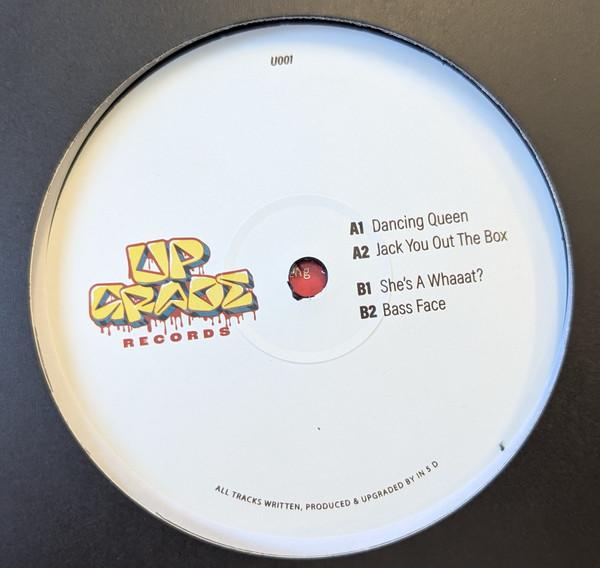 U001
UP
GRADE
RECORDS
A1 Dancing Queen
A2 Jack You Out The Box
B1 She's A Whaaat?
B2 Bass Face
ALL TRACKS WRITTEN, PRODUCED & UPGRADED BY IN 5 D